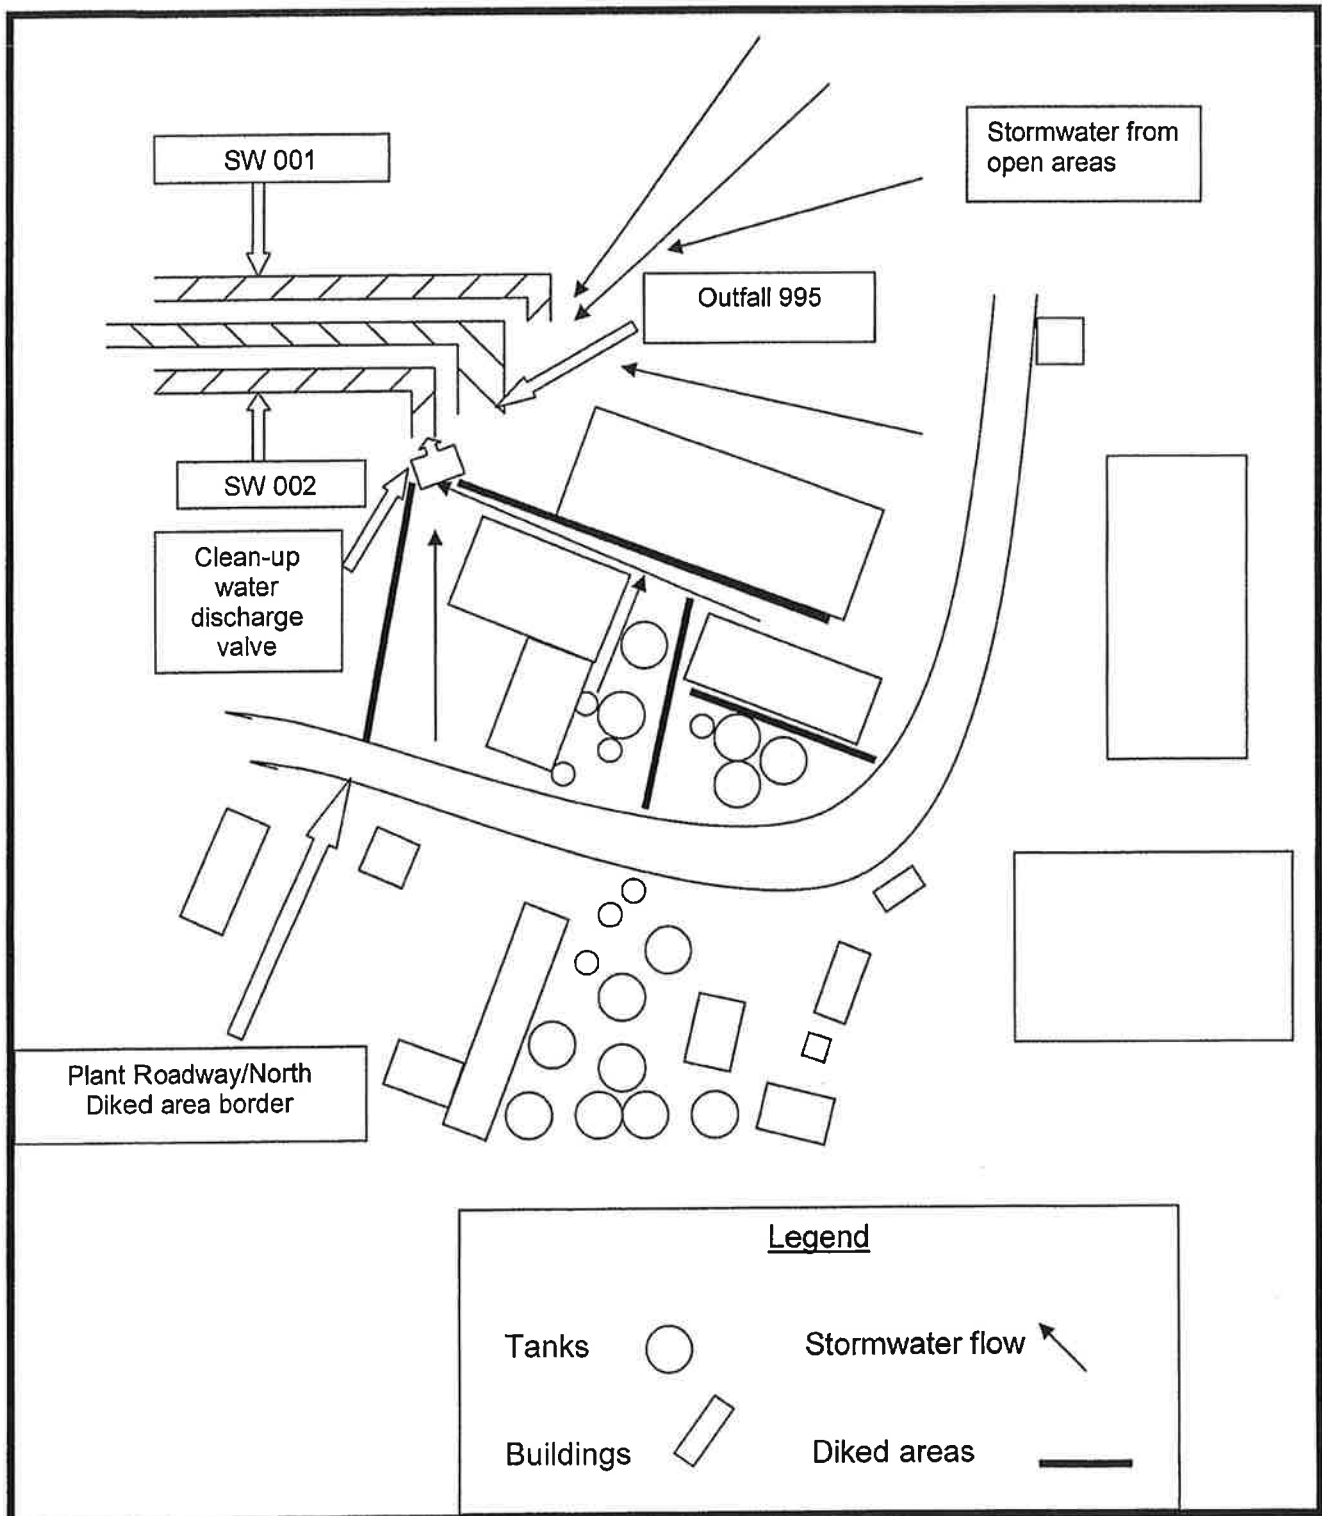 SW 001
Stormwater from
open areas
Outfall 995
SW 002
Clean-up
water
discharge
valve
Plant Roadway/North
Diked area border
Legend
Tanks
Stormwater flow
Buildings
Diked areas